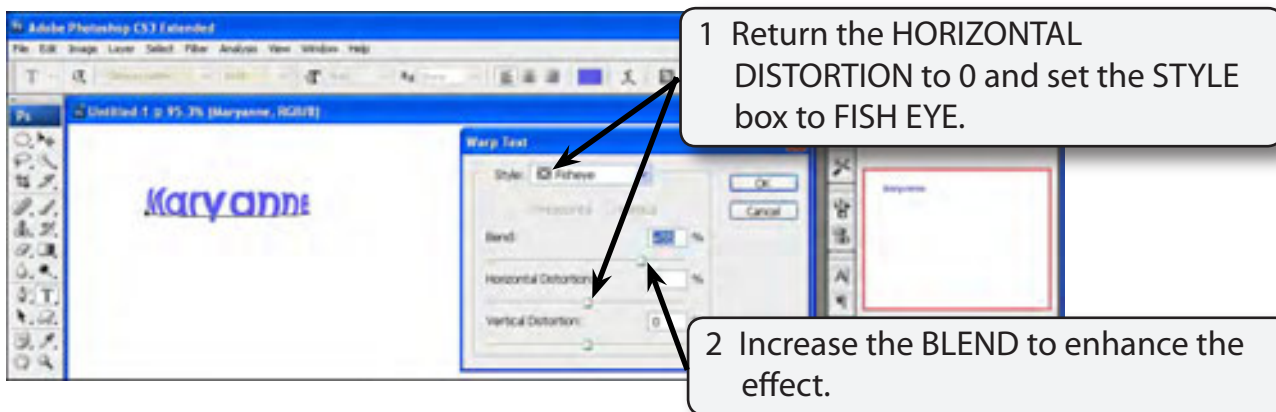 Adobe Photoshop CS3 Extended
File Edit Image Layer Select Filter Analysis View Window Help
1 Return the HORIZONTAL
DISTORTION to 0 and set the STYLE
box to FISH EYE.
Untitled-1 @ 95.3% (Maryanne, RGB/8)
Ps
Warp Text
Style: Fisheye
OK
Cancel
Maryanne
Maryanne
Bend: %
Horizontal Distortion: %
Vertical Distortion: 0
2 Increase the BLEND to enhance the
effect.